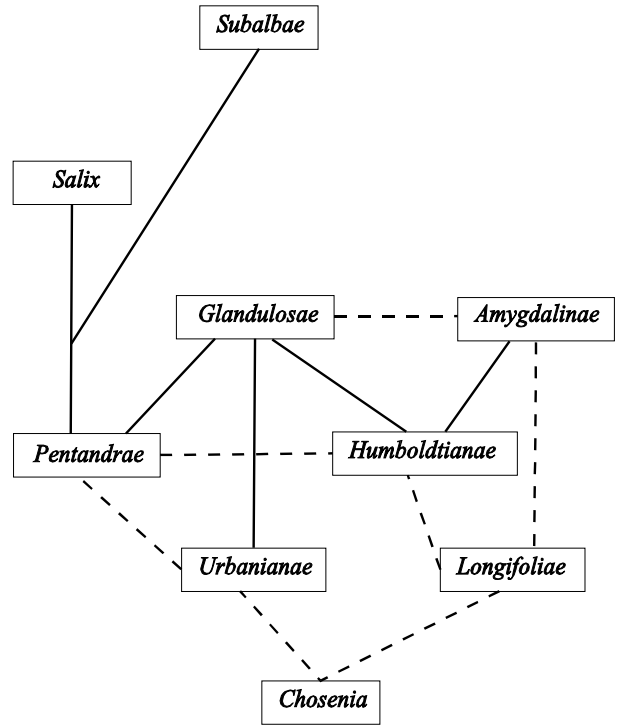 Subalbae
Salix
Glandulosae
Amygdalinae
Pentandrae
Humboldtianae
Urbanianae
Longifoliae
Chosenia